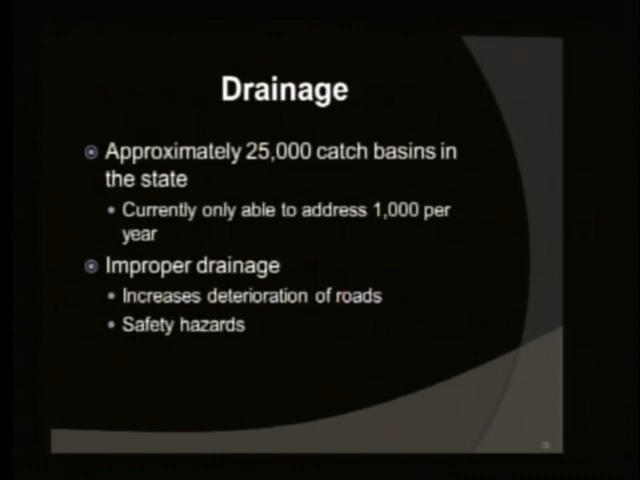 Drainage
Approximately 25,000 catch basins in
the state
Currently only able to address 1,000 per
year
Improper drainage
Increases deterioration of roads
Safety hazards